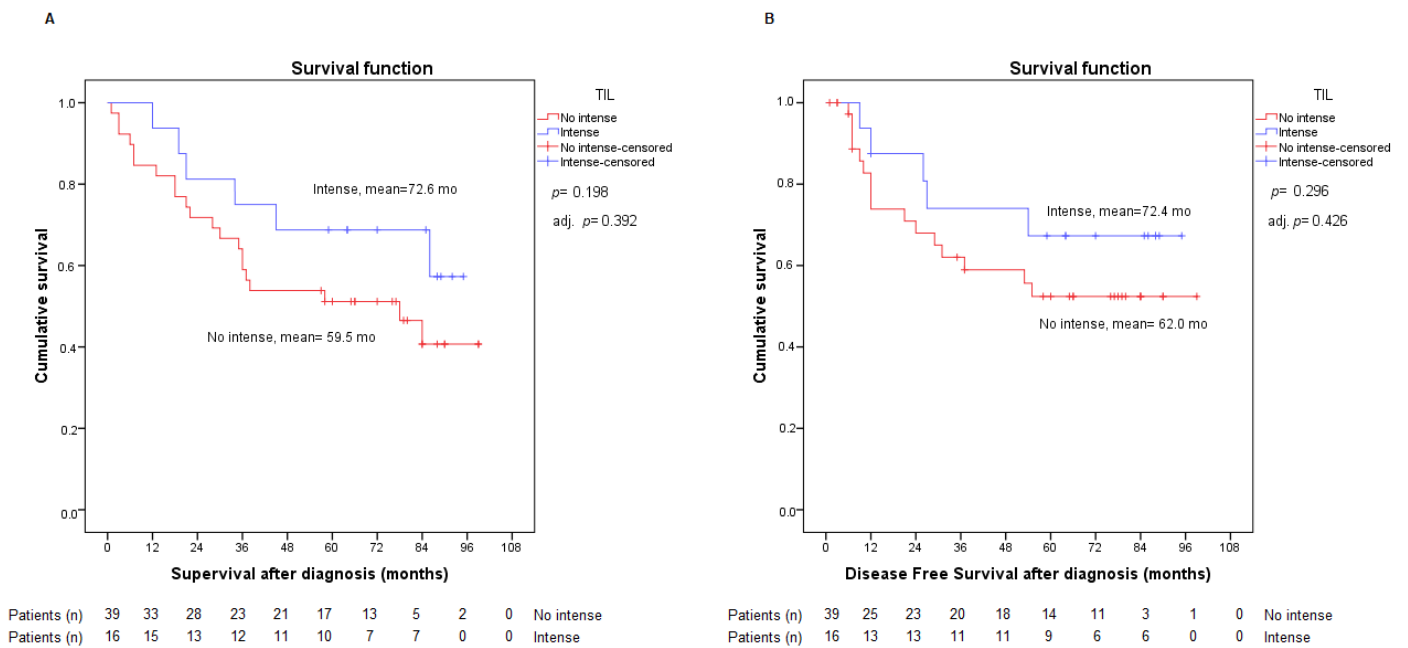 A
Survival function
1.0
0.8
0.6
0.4
0.2
0.0
Cumulative survival
0 12 24 36 48 60 72 84 96 108
Supervival after diagnosis (months)
Intense, mean=72.6 mo
No intense, mean= 59.5 mo
TIL
No intense
Intense
No intense-censored
Intense-censored
p= 0.198
adj. p= 0.392
Patients (n) 39 33 28 23 21 17 13 5 2 0 No intense
Patients (n) 16 15 13 12 11 10 7 7 0 0 Intense
B
Survival function
1.0
0.8
0.6
0.4
0.2
0.0
Cumulative survival
0 12 24 36 48 60 72 84 96 108
Disease Free Survival after diagnosis (months)
Intense, mean=72.4 mo
No intense, mean= 62.0 mo
TIL
No intense
Intense
No intense-censored
Intense-censored
p= 0.296
adj. p=0.426
Patients (n) 39 25 23 20 18 14 11 3 1 0 No intense
Patients (n) 16 13 13 11 11 9 6 6 0 0 Intense